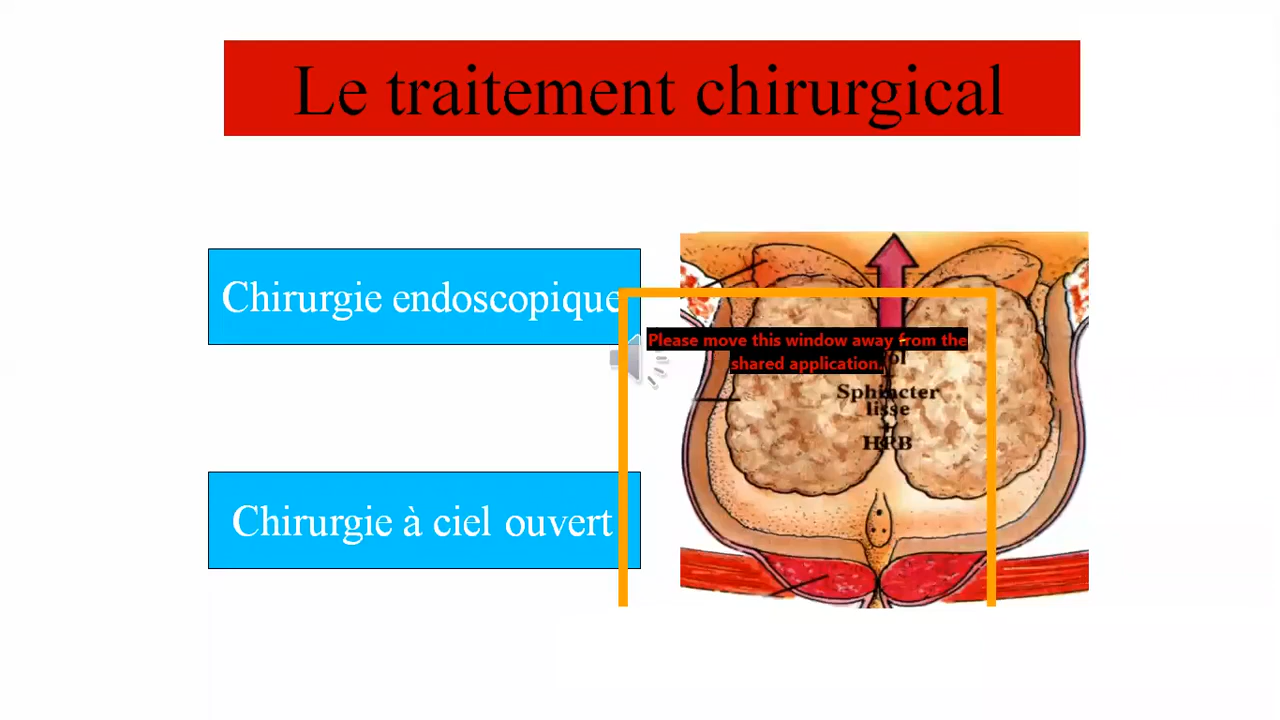 Le traitement chirurgical
Chirurgie endoscopique
Please move this window away from the
shared application.
Sphincter
lisse
+
HPB
Chirurgie à ciel ouvert